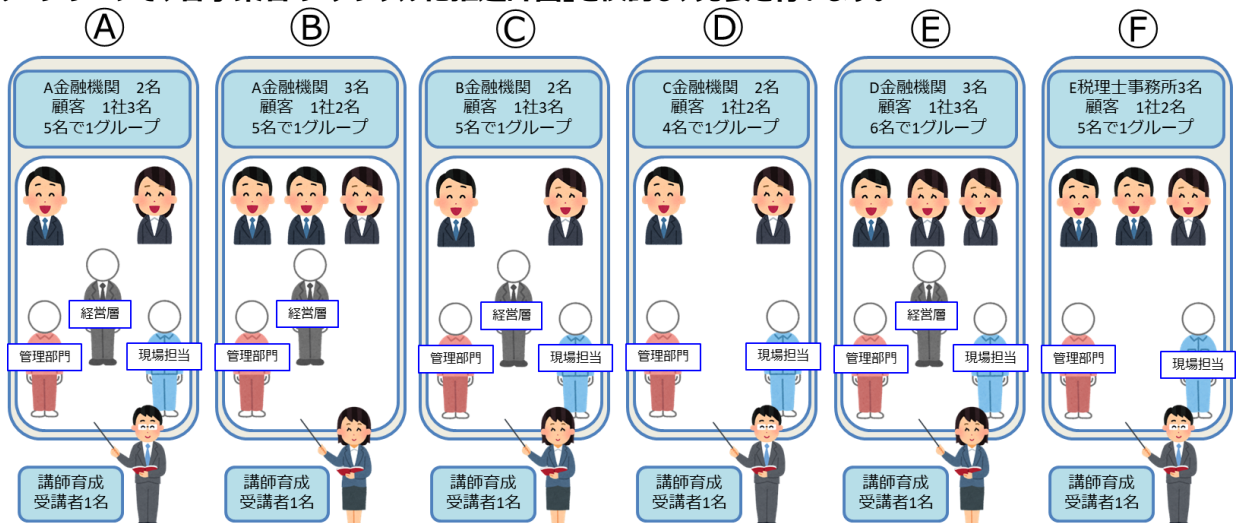 Ⓐ
Ⓑ
Ⓒ
Ⓓ
Ⓔ
Ⓕ
A金融機関 2名
顧客 1社3名
5名で1グループ
A金融機関 3名
顧客 1社2名
5名で1グループ
B金融機関 2名
顧客 1社3名
5名で1グループ
C金融機関 2名
顧客 1社2名
4名で1グループ
D金融機関 3名
顧客 1社3名
6名で1グループ
E税理士事務所3名
顧客 1社2名
5名で1グループ
経営層
管理部門
現場担当
経営層
管理部門
経営層
管理部門
現場担当
管理部門
現場担当
経営層
管理部門
現場担当
管理部門
現場担当
講師育成
受講者1名
講師育成
受講者1名
講師育成
受講者1名
講師育成
受講者1名
講師育成
受講者1名
講師育成
受講者1名